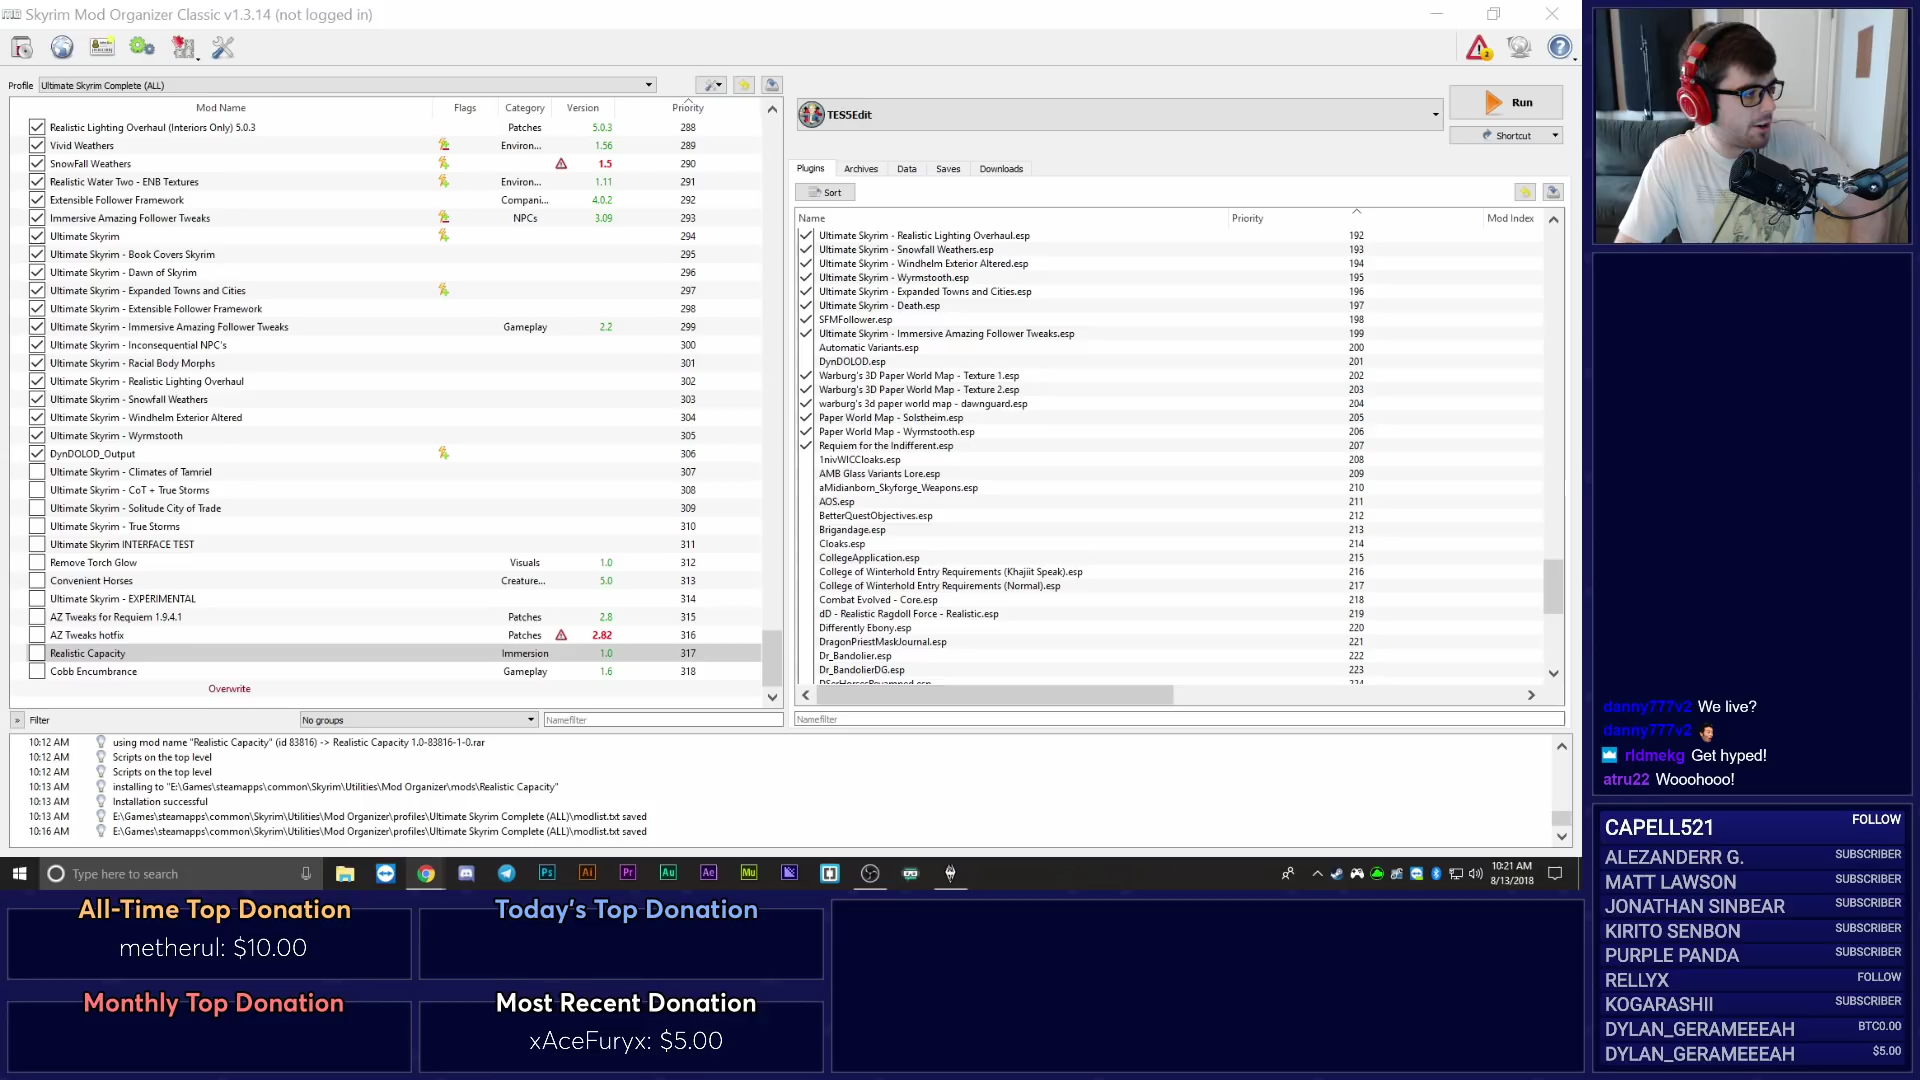 Skyrim Mod Organizer Classic v1.3.14 (not logged in)
Profile Ultimate Skyrim Complete (ALL)
Mod Name Flags Category Version Priority
Realistic Lighting Overhaul (Interiors Only) 5.0.3 Patches 5.0.3 288
Vivid Weathers Environ... 1.56 289
SnowFall Weathers 1.5 290
Realistic Water Two - ENB Textures Environ... 1.11 291
Extensible Follower Framework Compani... 4.0.2 292
Immersive Amazing Follower Tweaks NPCs 3.09 293
Ultimate Skyrim 294
Ultimate Skyrim - Book Covers Skyrim 295
Ultimate Skyrim - Dawn of Skyrim 296
Ultimate Skyrim - Expanded Towns and Cities 297
Ultimate Skyrim - Extensible Follower Framework 298
Ultimate Skyrim - Immersive Amazing Follower Tweaks Gameplay 2.2 299
Ultimate Skyrim - Inconsequential NPC's 300
Ultimate Skyrim - Racial Body Morphs 301
Ultimate Skyrim - Realistic Lighting Overhaul 302
Ultimate Skyrim - Snowfall Weathers 303
Ultimate Skyrim - Windhelm Exterior Altered 304
Ultimate Skyrim - Wyrmstooth 305
DynDOLOD_Output 306
Ultimate Skyrim - Climates of Tamriel 307
Ultimate Skyrim - CoT + True Storms 308
Ultimate Skyrim - Solitude City of Trade 309
Ultimate Skyrim - True Storms 310
Ultimate Skyrim INTERFACE TEST 311
Remove Torch Glow Visuals 1.0 312
Convenient Horses Creature... 5.0 313
Ultimate Skyrim - EXPERIMENTAL 314
AZ Tweaks for Requiem 1.9.4.1 Patches 2.8 315
AZ Tweaks hotfix Patches 2.82 316
Realistic Capacity Immersion 1.0 317
Cobb Encumbrance Gameplay 1.6 318
Overwrite
» Filter No groups Namefilter
TES5Edit
Run
Shortcut
Plugins Archives Data Saves Downloads
Sort
Name Priority Mod Index
Ultimate Skyrim - Realistic Lighting Overhaul.esp 192
Ultimate Skyrim - Snowfall Weathers.esp 193
Ultimate Skyrim - Windhelm Exterior Altered.esp 194
Ultimate Skyrim - Wyrmstooth.esp 195
Ultimate Skyrim - Expanded Towns and Cities.esp 196
Ultimate Skyrim - Death.esp 197
SFMFollower.esp 198
Ultimate Skyrim - Immersive Amazing Follower Tweaks.esp 199
Automatic Variants.esp 200
DynDOLOD.esp 201
Warburg's 3D Paper World Map - Texture 1.esp 202
Warburg's 3D Paper World Map - Texture 2.esp 203
warburg's 3d paper world map - dawnguard.esp 204
Paper World Map - Solstheim.esp 205
Paper World Map - Wyrmstooth.esp 206
Requiem for the Indifferent.esp 207
1nivWICCloaks.esp 208
AMB Glass Variants Lore.esp 209
aMidianborn_Skyforge_Weapons.esp 210
AOS.esp 211
BetterQuestObjectives.esp 212
Brigandage.esp 213
Cloaks.esp 214
CollegeApplication.esp 215
College of Winterhold Entry Requirements (Khajiit Speak).esp 216
College of Winterhold Entry Requirements (Normal).esp 217
Combat Evolved - Core.esp 218
dD - Realistic Ragdoll Force - Realistic.esp 219
Differently Ebony.esp 220
DragonPriestMaskJournal.esp 221
Dr_Bandolier.esp 222
Dr_BandolierDG.esp 223
DSerHorsesRevamped.esp 224
Namefilter
10:12 AM using mod name "Realistic Capacity" (id 83816) -> Realistic Capacity 1.0-83816-1-0.rar
10:12 AM Scripts on the top level
10:12 AM Scripts on the top level
10:13 AM installing to "E:\Games\steamapps\common\Skyrim\Utilities\Mod Organizer\mods\Realistic Capacity"
10:13 AM Installation successful
10:13 AM E:\Games\steamapps\common\Skyrim\Utilities\Mod Organizer\profiles\Ultimate Skyrim Complete (ALL)\modlist.txt saved
10:16 AM E:\Games\steamapps\common\Skyrim\Utilities\Mod Organizer\profiles\Ultimate Skyrim Complete (ALL)\modlist.txt saved
Type here to search
Ps Ai Pr Au Ae Mu
10:21 AM
8/13/2018
danny777v2 We live?
danny777v2
rldmekg Get hyped!
atru22 Wooohooo!
CAPELL521 FOLLOW
ALEZANDERR G. SUBSCRIBER
MATT LAWSON SUBSCRIBER
JONATHAN SINBEAR SUBSCRIBER
KIRITO SENBON SUBSCRIBER
PURPLE PANDA SUBSCRIBER
RELLYX FOLLOW
KOGARASHII SUBSCRIBER
DYLAN_GERAMEEEAH BTC0.00
DYLAN_GERAMEEEAH $5.00
All-Time Top Donation
metherul: $10.00
Today's Top Donation
Monthly Top Donation
Most Recent Donation
xAceFuryx: $5.00